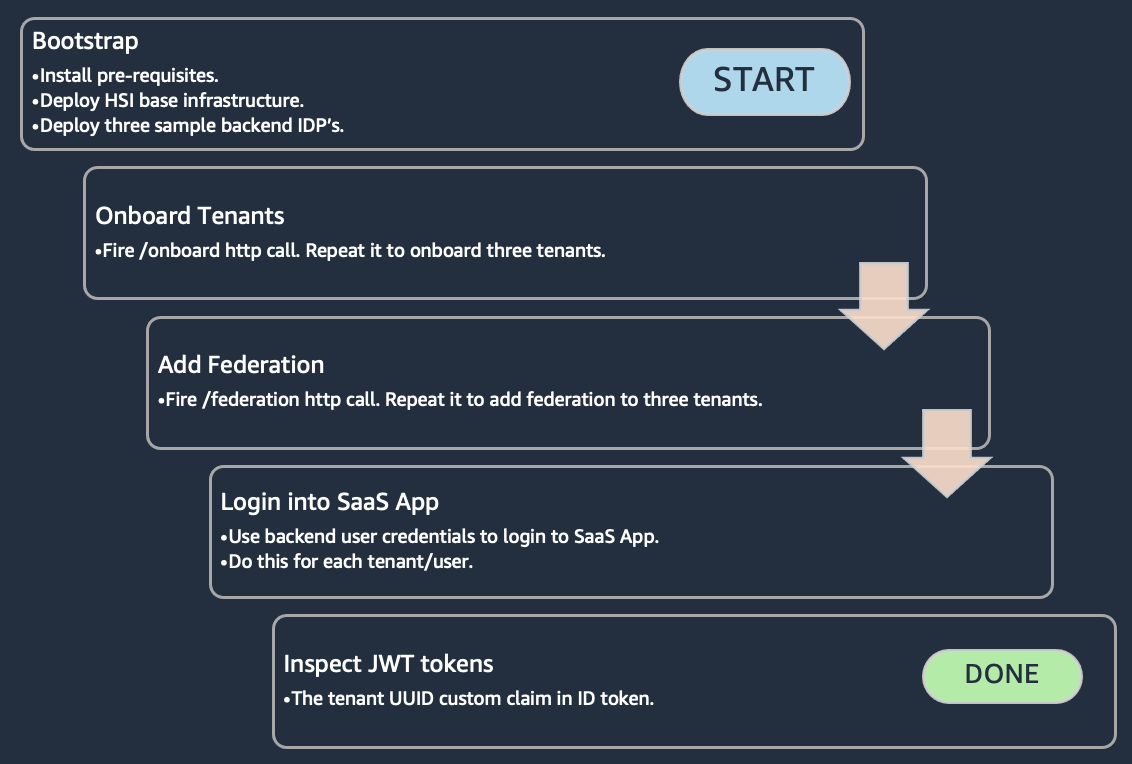 Bootstrap
•Install pre-requisites.
•Deploy HSI base infrastructure.
•Deploy three sample backend IDP's.
START
Onboard Tenants
•Fire /onboard http call. Repeat it to onboard three tenants.
Add Federation
•Fire /federation http call. Repeat it to add federation to three tenants.
Login into SaaS App
•Use backend user credentials to login to SaaS App.
•Do this for each tenant/user.
Inspect JWT tokens
•The tenant UUID custom claim in ID token.
DONE